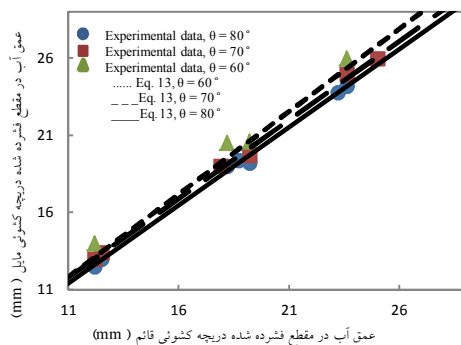 Experimental data, θ = 80°
Experimental data, θ = 70°
Experimental data, θ = 60°
...... Eq. 13, θ = 60°
_ _ _Eq. 13, θ = 70°
____Eq. 13, θ = 80°
26
21
16
11
11
16
21
26
عمق آب در مقطع فشرده شده دریچه کشوئی مایل (mm)
عمق آب در مقطع فشرده شده دریچه کشوئی قائم (mm)